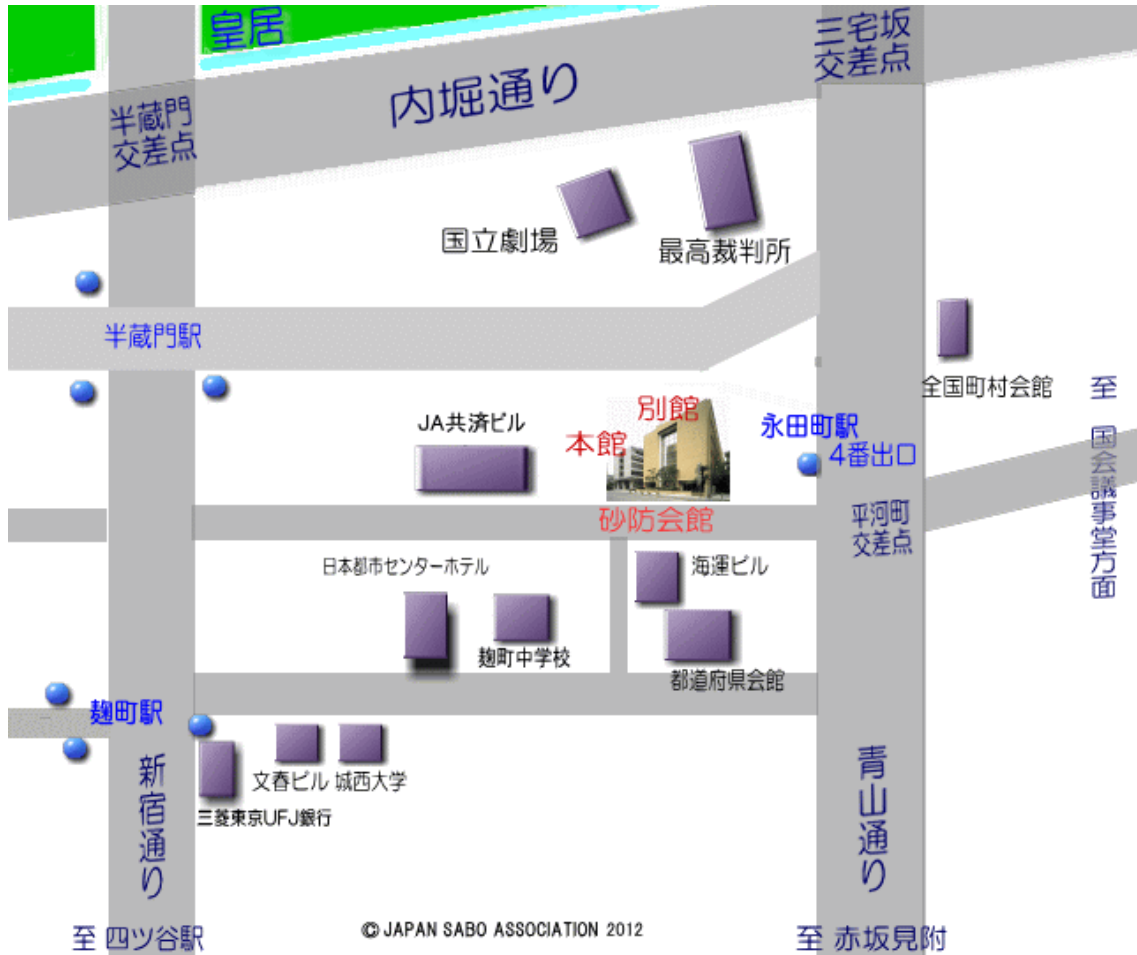 皇居
三宅坂
交差点
内堀通り
半蔵門
交差点
国立劇場
最高裁判所
半蔵門駅
全国町村会館
至 国会議事堂方面
別館
JA共済ビル
本館
永田町駅
4番出口
砂防会館
平河町
交差点
日本都市センターホテル
海運ビル
麹町中学校
都道府県会館
麹町駅
文春ビル
城西大学
三菱東京UFJ銀行
新宿通り
青山通り
至 四ツ谷駅
© JAPAN SABO ASSOCIATION 2012
至 赤坂見附